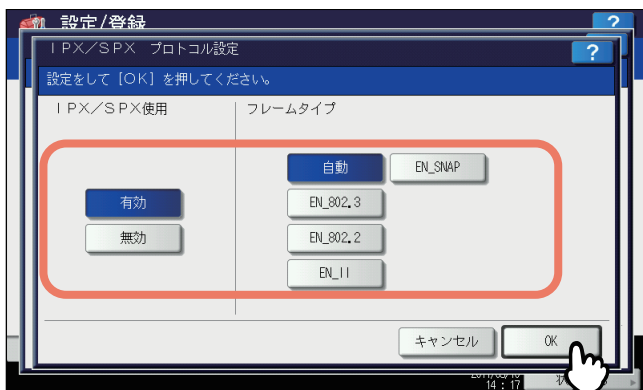 設定/登録
?
IPX/SPX プロトコル設定
?
設定をして [OK] を押してください。
IPX/SPX使用
フレームタイプ
自動
EN_SNAP
有効
EN_802.3
無効
EN_802.2
EN_II
キャンセル
OK
14 : 17